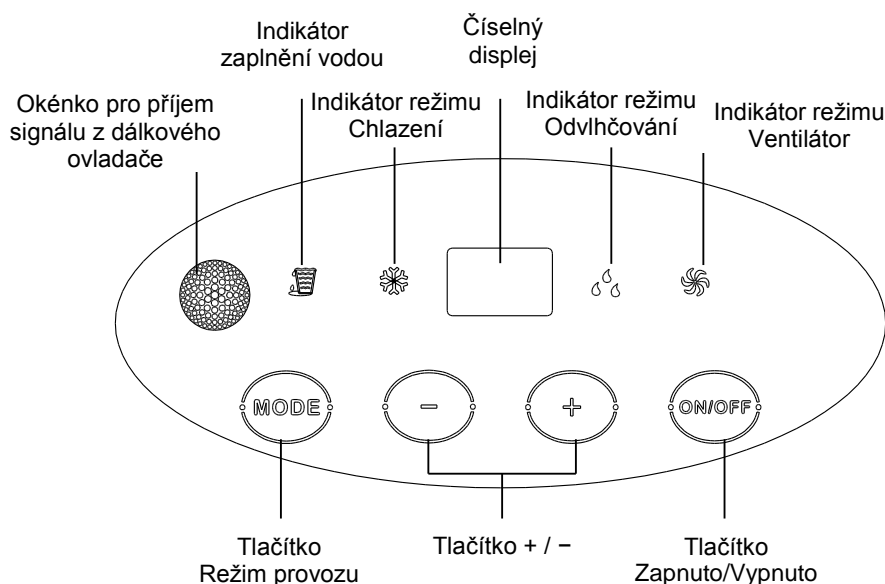 Indikátor
zaplnění vodou
Číselný
displej
Okénko pro příjem
signálu z dálkového
ovladače
Indikátor režimu
Chlazení
Indikátor režimu
Odvlhčování
Indikátor režimu
Ventilátor
MODE
−
+
ON/OFF
Tlačítko
Režim provozu
Tlačítko + / −
Tlačítko
Zapnuto/Vypnuto